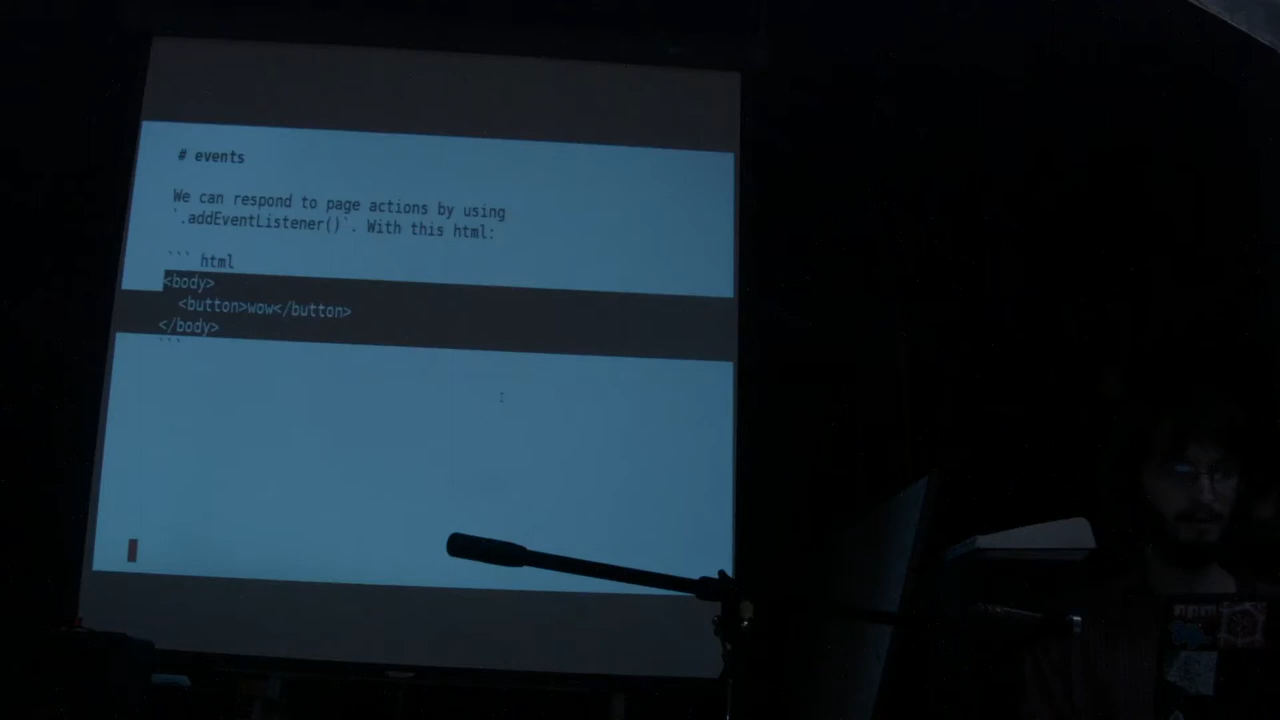 # events
We can respond to page actions by using
`.addEventListener()`. With this html:
``` html
<body>
<button>wow</button>
</body>
```
npm